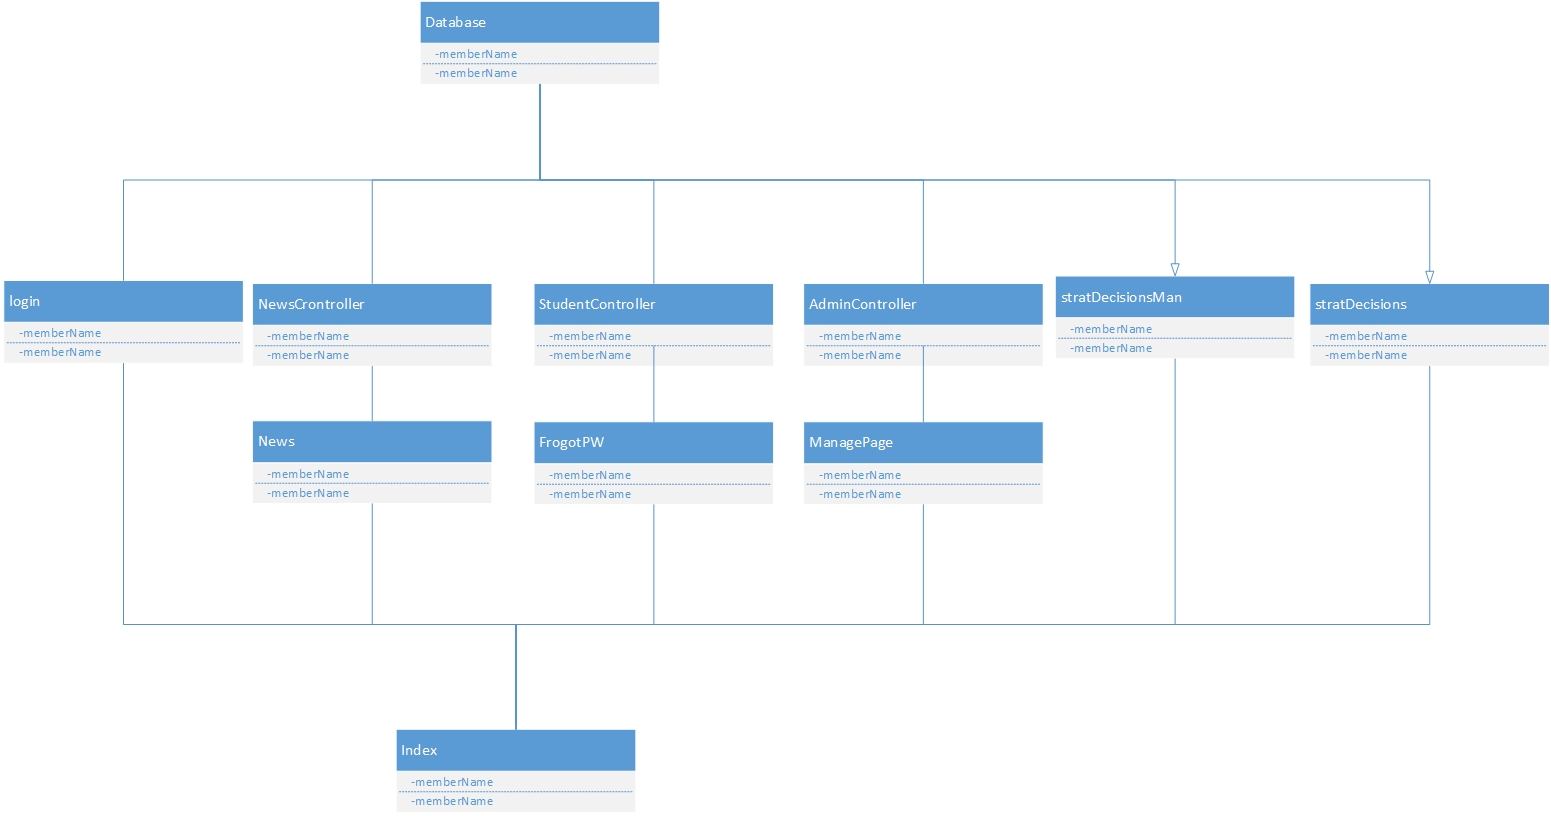 Database
-memberName
-memberName
login
-memberName
-memberName
NewsCrontroller
-memberName
-memberName
StudentController
-memberName
-memberName
AdminController
-memberName
-memberName
stratDecisionsMan
-memberName
-memberName
stratDecisions
-memberName
-memberName
News
-memberName
-memberName
FrogotPW
-memberName
-memberName
ManagePage
-memberName
-memberName
Index
-memberName
-memberName